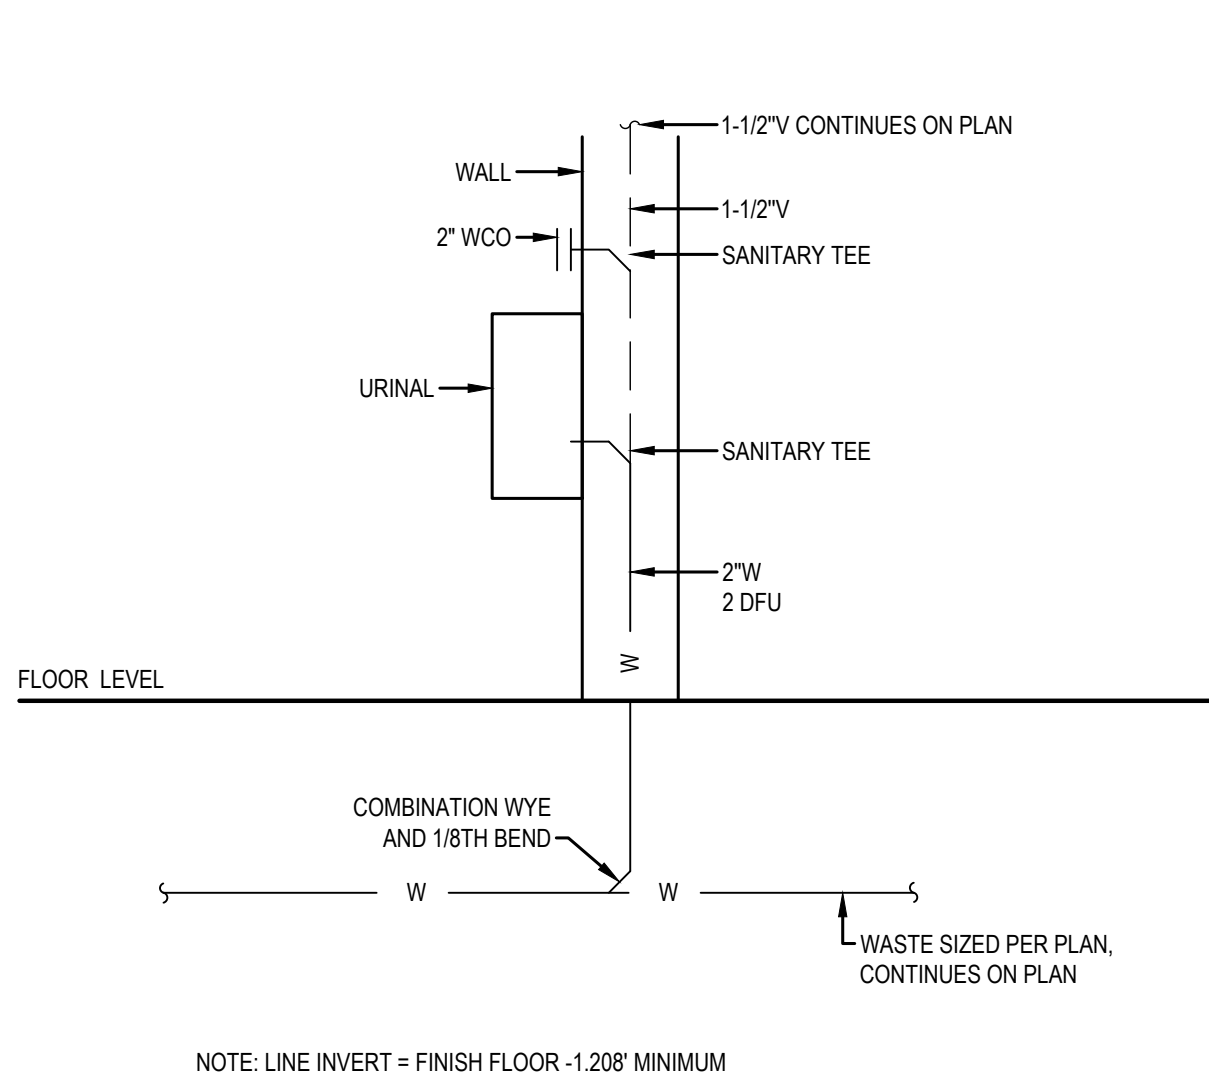 1-1/2"V CONTINUES ON PLAN
WALL
1-1/2"V
2" WCO
SANITARY TEE
URINAL
SANITARY TEE
2"W
2 DFU
W
FLOOR LEVEL
COMBINATION WYE
AND 1/8TH BEND
W
W
WASTE SIZED PER PLAN,
CONTINUES ON PLAN
NOTE: LINE INVERT = FINISH FLOOR -1.208' MINIMUM